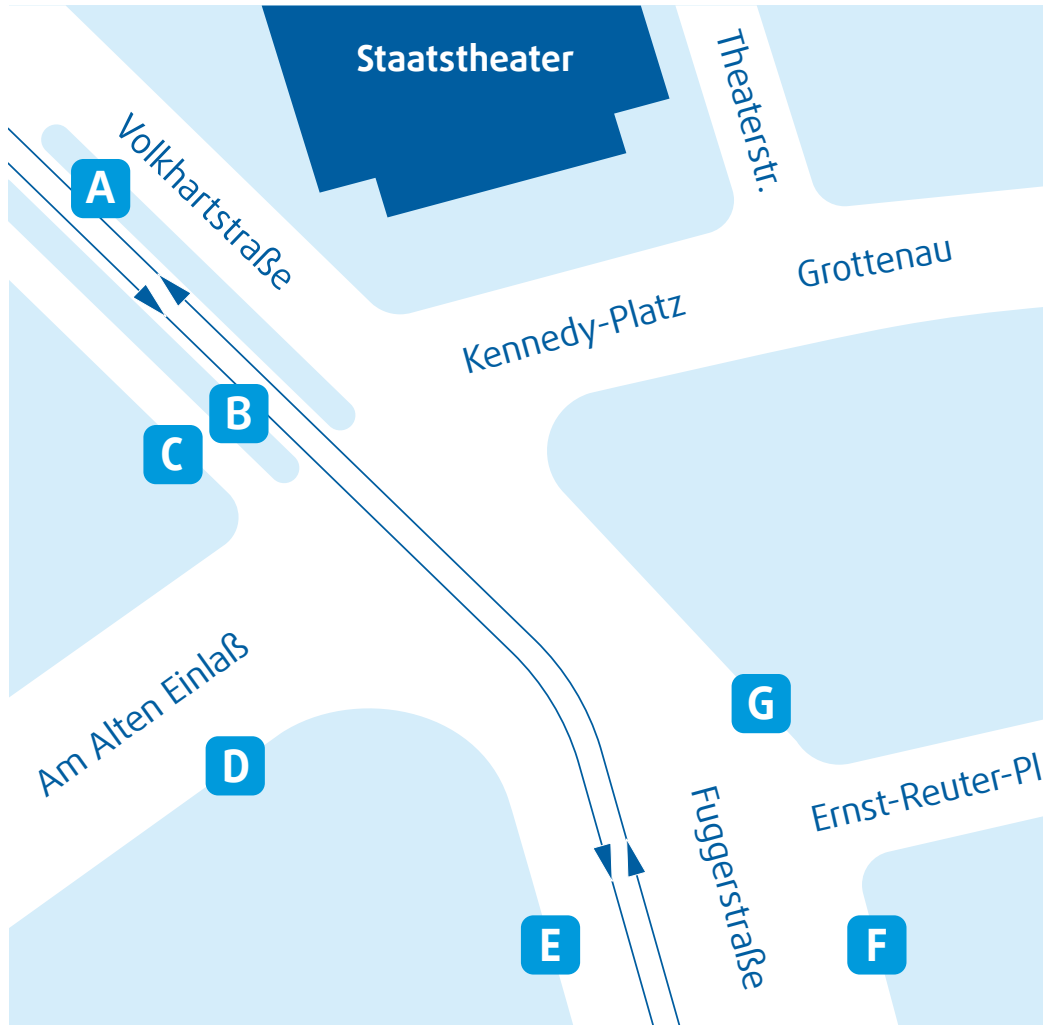 Staatstheater
Theaterstr.
Volkhartstraße
A
Grottenau
Kennedy-Platz
B
C
Am Alten Einlaß
G
D
Ernst-Reuter-Pl
Fuggerstraße
E
F